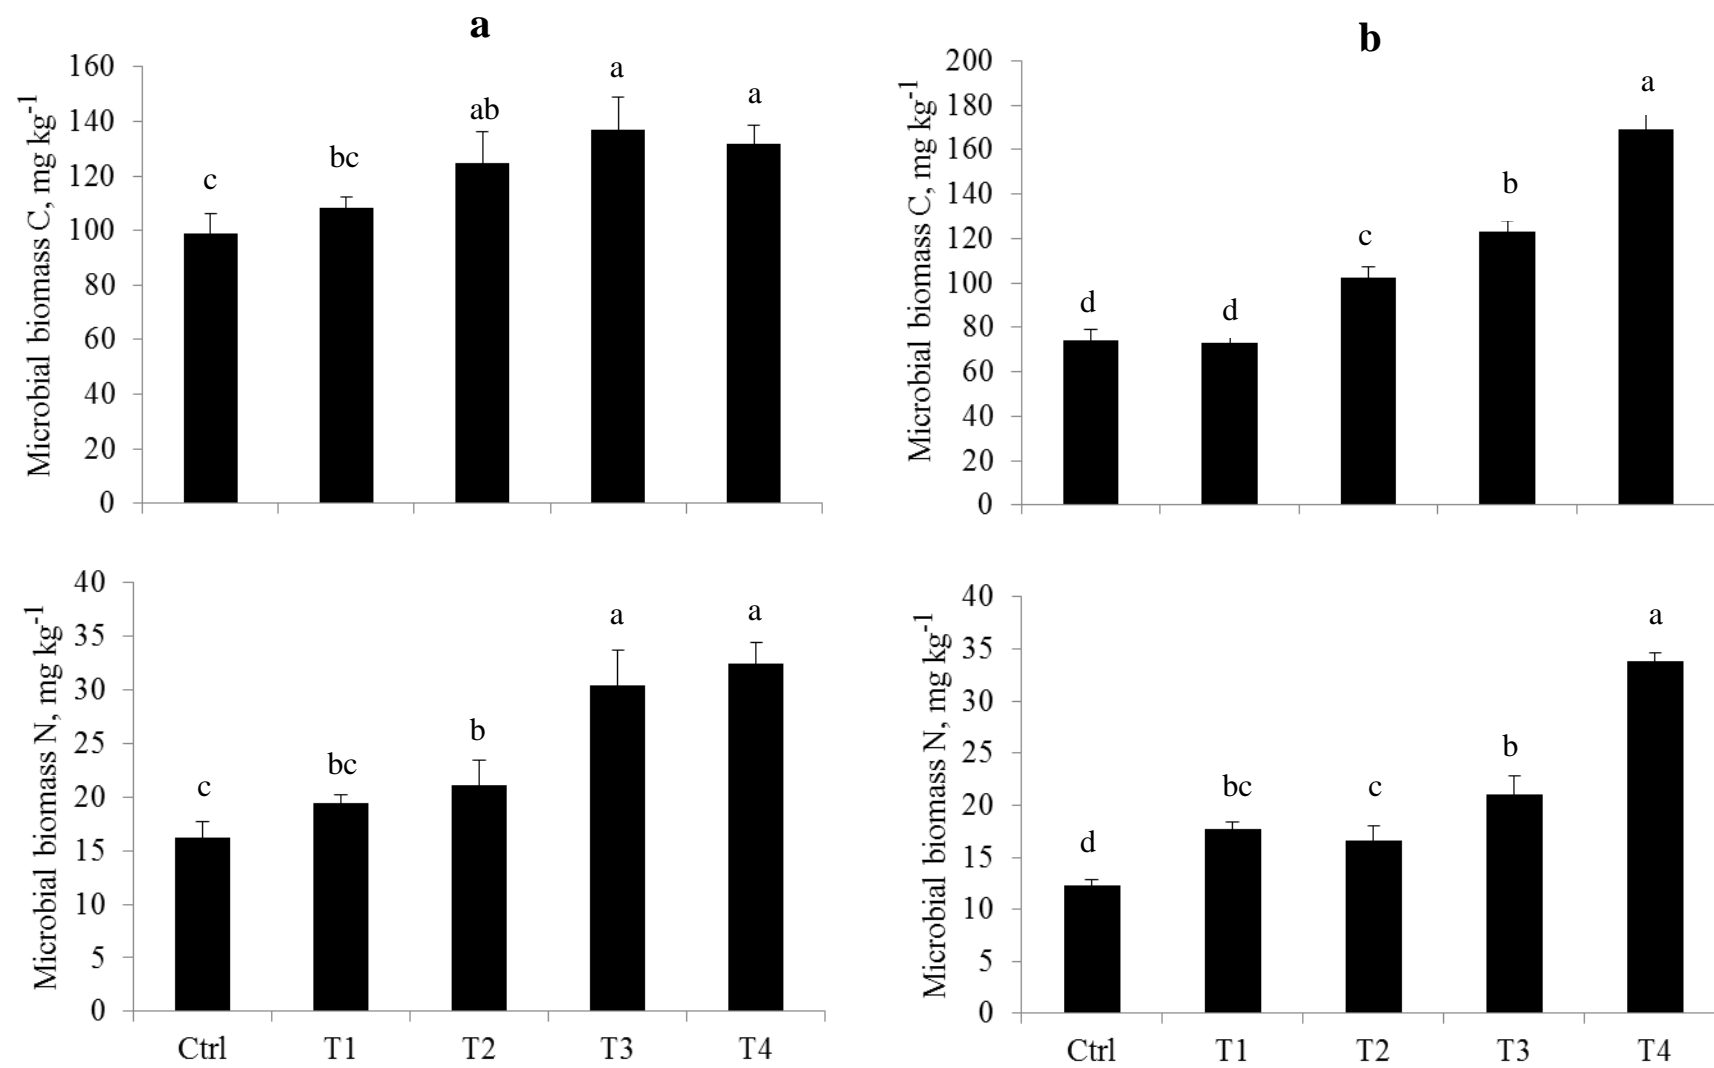 a
b
Microbial biomass C, mg kg-1
160
140
120
100
80
60
40
20
0
c
bc
ab
a
a
Microbial biomass C, mg kg-1
200
180
160
140
120
100
80
60
40
20
0
d
d
c
b
a
Microbial biomass N, mg kg-1
40
35
30
25
20
15
10
5
0
c
bc
b
a
a
Ctrl T1 T2 T3 T4
Microbial biomass N, mg kg-1
40
35
30
25
20
15
10
5
0
d
bc
c
b
a
Ctrl T1 T2 T3 T4